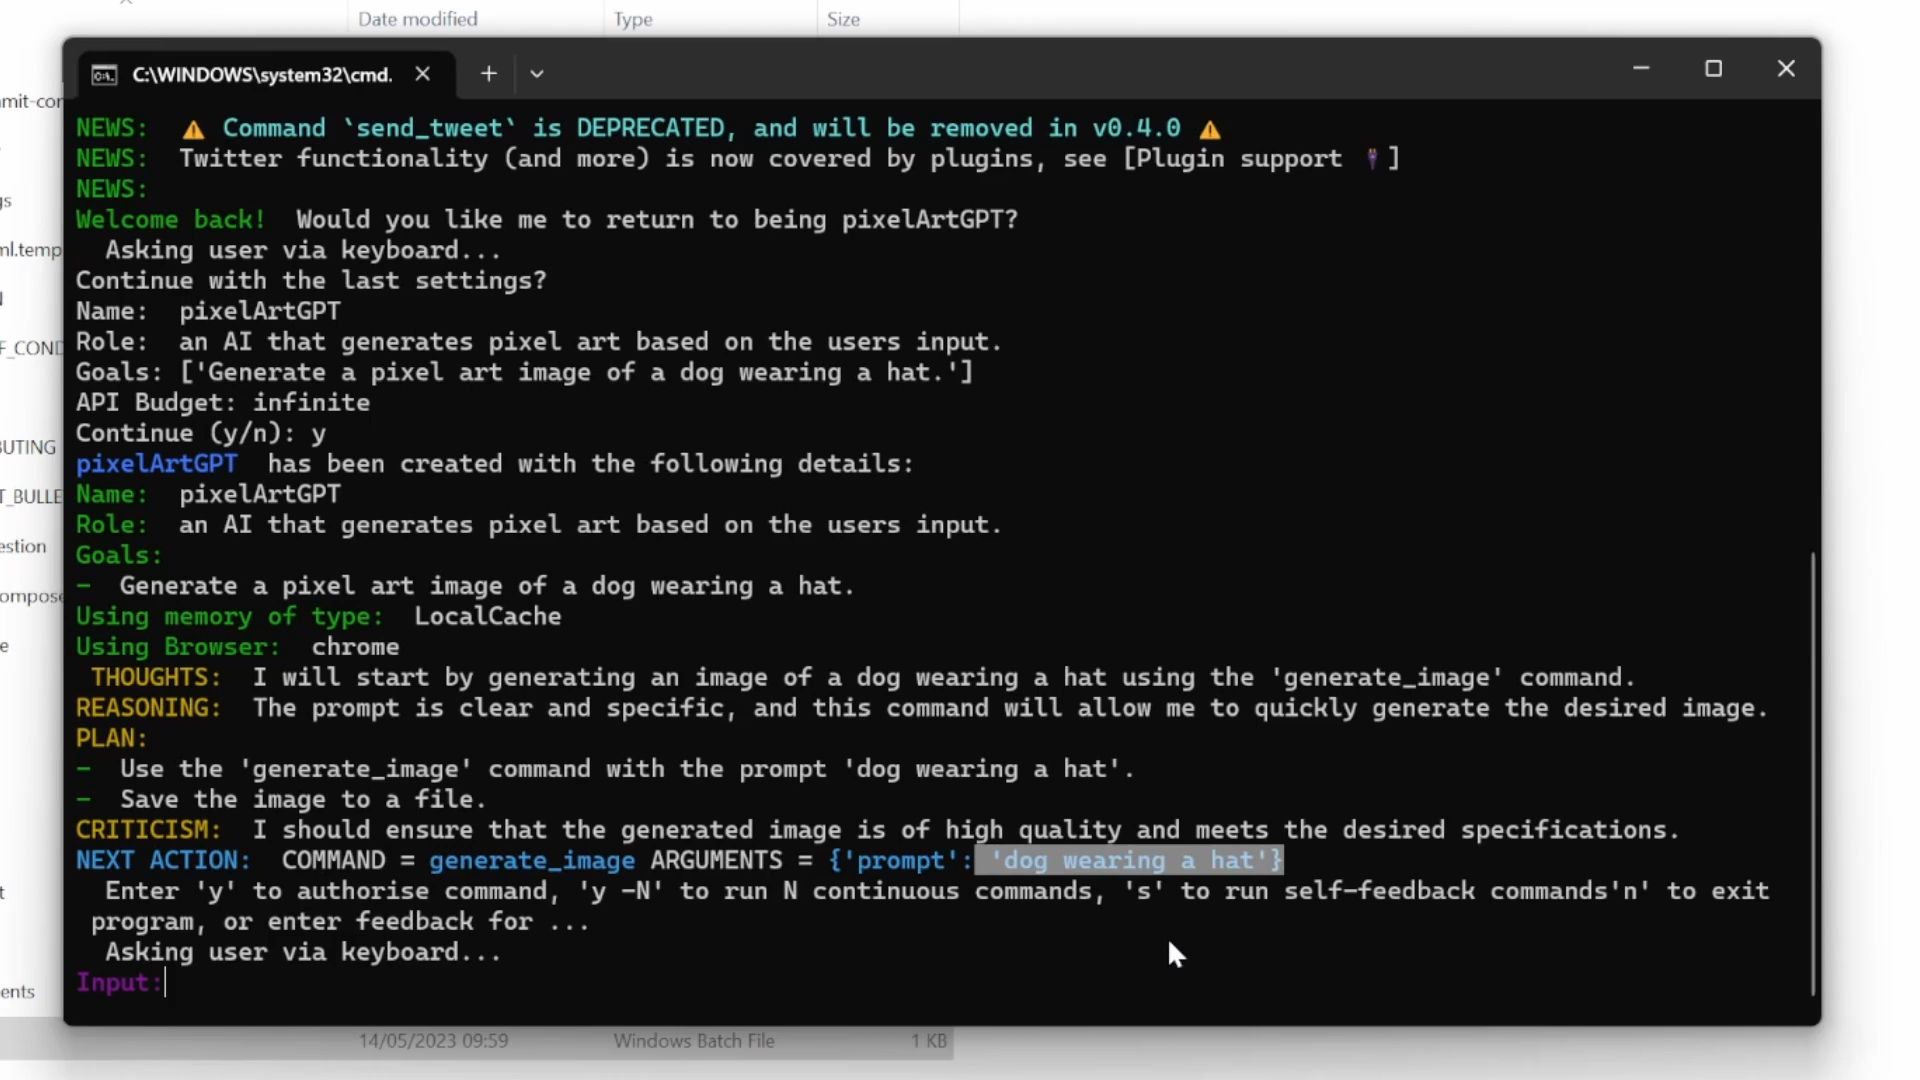 Date modified Type Size
C:\WINDOWS\system32\cmd.
NEWS: ⚠ Command `send_tweet` is DEPRECATED, and will be removed in v0.4.0 ⚠
NEWS: Twitter functionality (and more) is now covered by plugins, see [Plugin support 🔌]
NEWS:
Welcome back! Would you like me to return to being pixelArtGPT?
Asking user via keyboard...
Continue with the last settings?
Name: pixelArtGPT
Role: an AI that generates pixel art based on the users input.
Goals: ['Generate a pixel art image of a dog wearing a hat.']
API Budget: infinite
Continue (y/n): y
pixelArtGPT has been created with the following details:
Name: pixelArtGPT
Role: an AI that generates pixel art based on the users input.
Goals:
- Generate a pixel art image of a dog wearing a hat.
Using memory of type: LocalCache
Using Browser: chrome
THOUGHTS: I will start by generating an image of a dog wearing a hat using the 'generate_image' command.
REASONING: The prompt is clear and specific, and this command will allow me to quickly generate the desired image.
PLAN:
- Use the 'generate_image' command with the prompt 'dog wearing a hat'.
- Save the image to a file.
CRITICISM: I should ensure that the generated image is of high quality and meets the desired specifications.
NEXT ACTION: COMMAND = generate_image ARGUMENTS = {'prompt': 'dog wearing a hat'}
Enter 'y' to authorise command, 'y -N' to run N continuous commands, 's' to run self-feedback commands'n' to exit
program, or enter feedback for ...
Asking user via keyboard...
Input:
mit-con
gs
ml.temp
F_COND
BUTING
T_BULLE
estion
ompose
e
t
ents
14/05/2023 09:59 Windows Batch File 1 KB